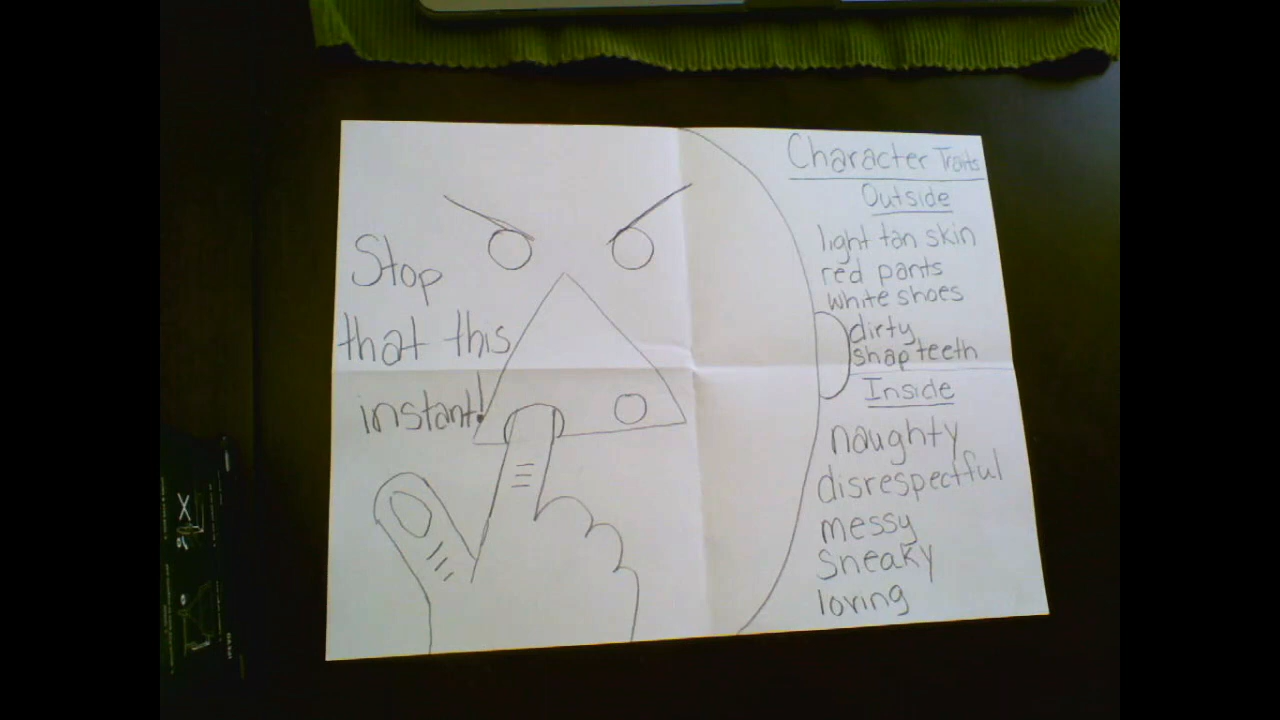 Stop
that this
instant!
Character Traits
Outside
light tan skin
red pants
white shoes
dirty
shap teeth
Inside
naughty
disrespectful
messy
Sneaky
loving